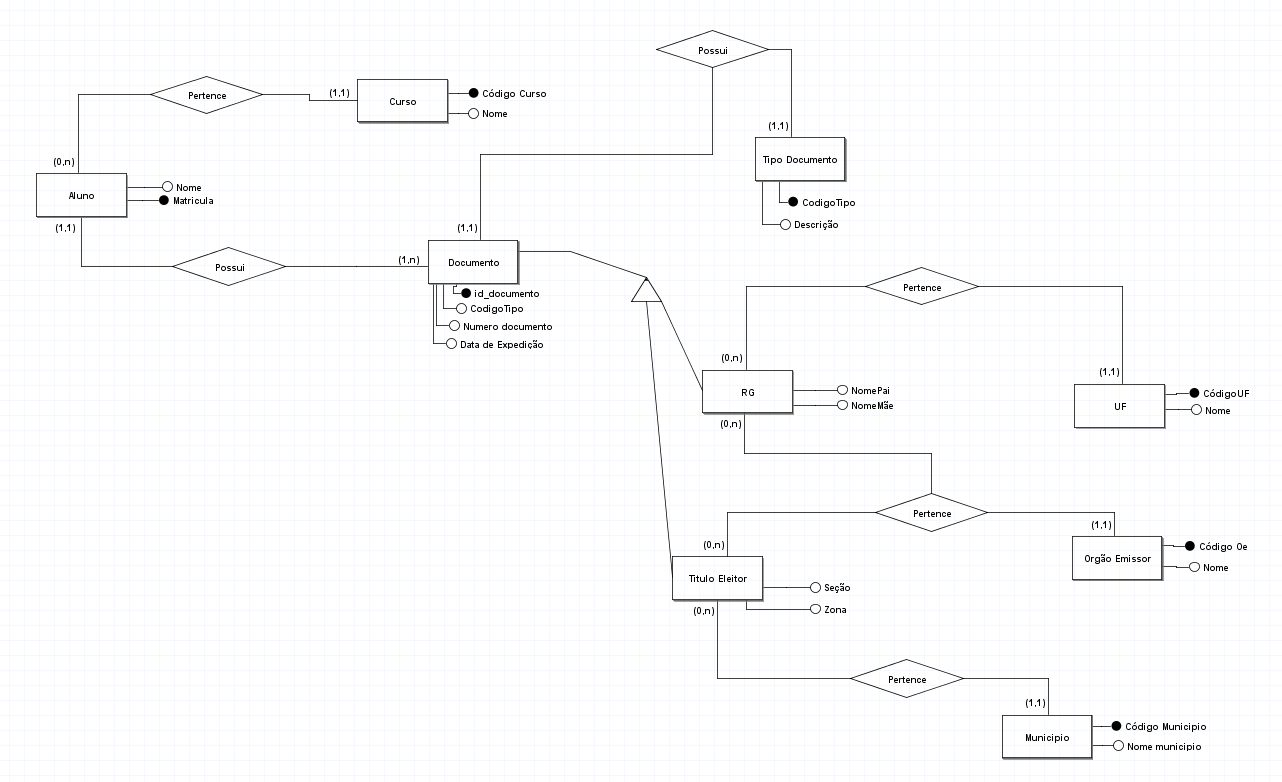 Possui
Pertence
(1,1)
Curso
Código Curso
Nome
(1,1)
Tipo Documento
CodigoTipo
Descrição
(0,n)
Aluno
Nome
Matricula
(1,1)
Possui
(1,n)
(1,1)
Documento
id_documento
CodigoTipo
Numero documento
Data de Expedição
Pertence
(0,n)
RG
NomePai
NomeMãe
(0,n)
(1,1)
UF
CódigoUF
Nome
Pertence
(0,n)
Titulo Eleitor
Seção
Zona
(0,n)
(1,1)
Orgão Emissor
Código Oe
Nome
Pertence
(1,1)
Municipio
Código Municipio
Nome municipio